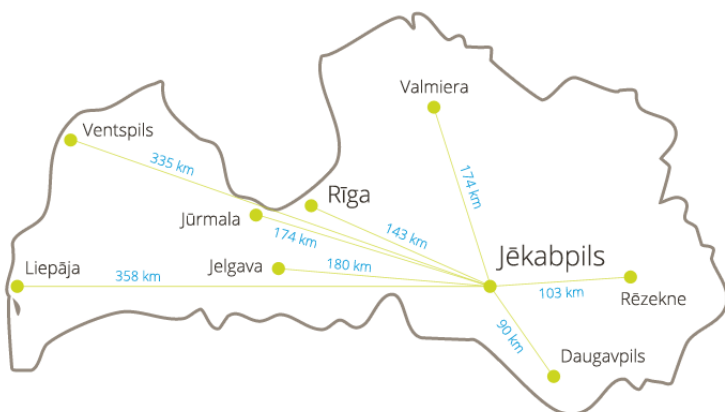 Valmiera
Ventspils
335 km
174 km
Rīga
Jūrmala
174 km
143 km
Jēkabpils
Liepāja
Jelgava
180 km
358 km
103 km
Rēzekne
90 km
Daugavpils